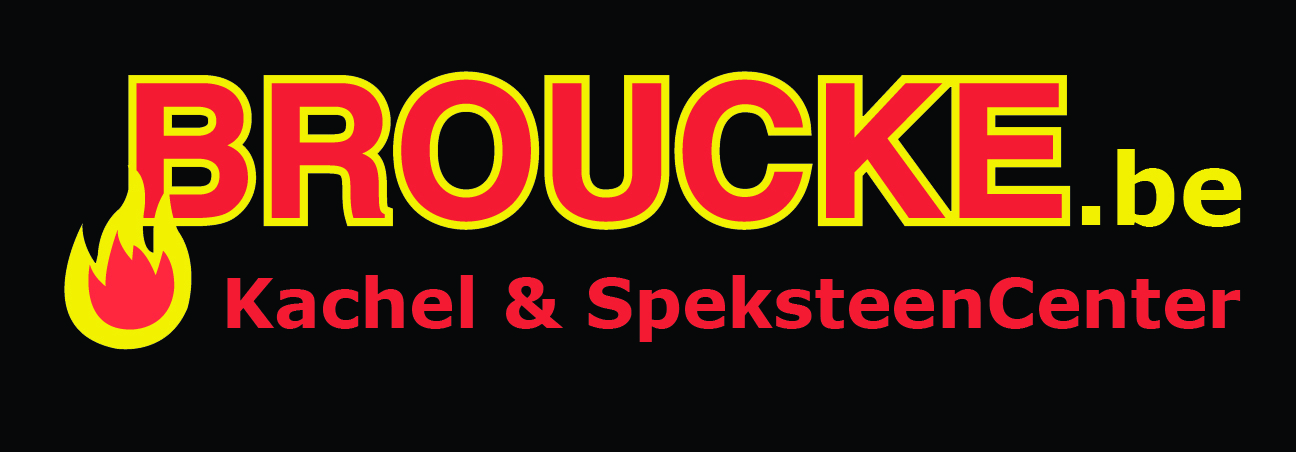 BROUCKE.be
Kachel & SpeksteenCenter